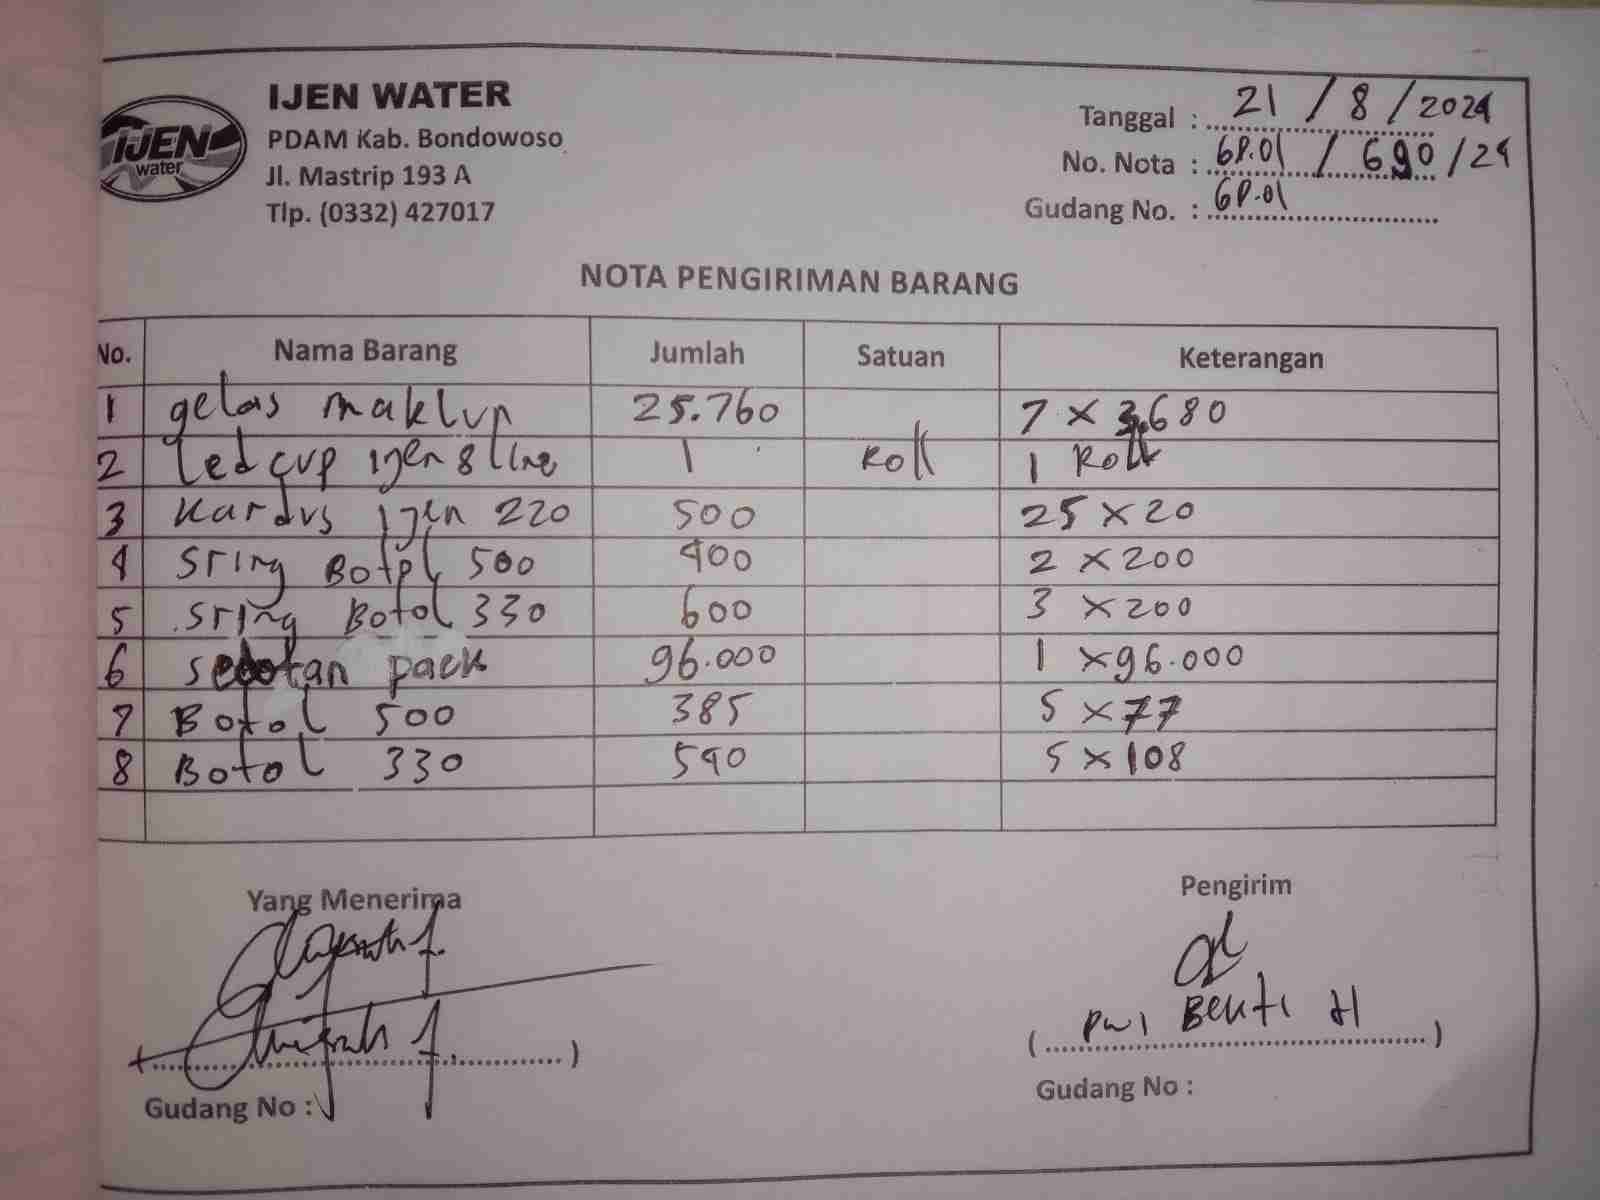 IJEN
water
IJEN WATER
PDAM Kab. Bondowoso
Jl. Mastrip 193 A
Tlp. (0332) 427017
Tanggal : 21 / 8 / 2024
No. Nota : GP.01 / 690 / 24
Gudang No. : GP.01
NOTA PENGIRIMAN BARANG
No. Nama Barang Jumlah Satuan Keterangan
1 gelas maklun 25.760 7 x 3.680
2 Led cup ijen 8 line 1 Roll 1 Roll
3 Kardus ijen 220 500 25 x 20
4 Sring Botol 500 400 2 x 200
5 Sring Botol 330 600 3 x 200
6 Sedotan pack 96.000 1 x 96.000
7 Botol 500 385 5 x 77
8 Botol 330 540 5 x 108
Yang Menerima
Pengirim
( )
( Dwi Bekti H )
Gudang No :
Gudang No :